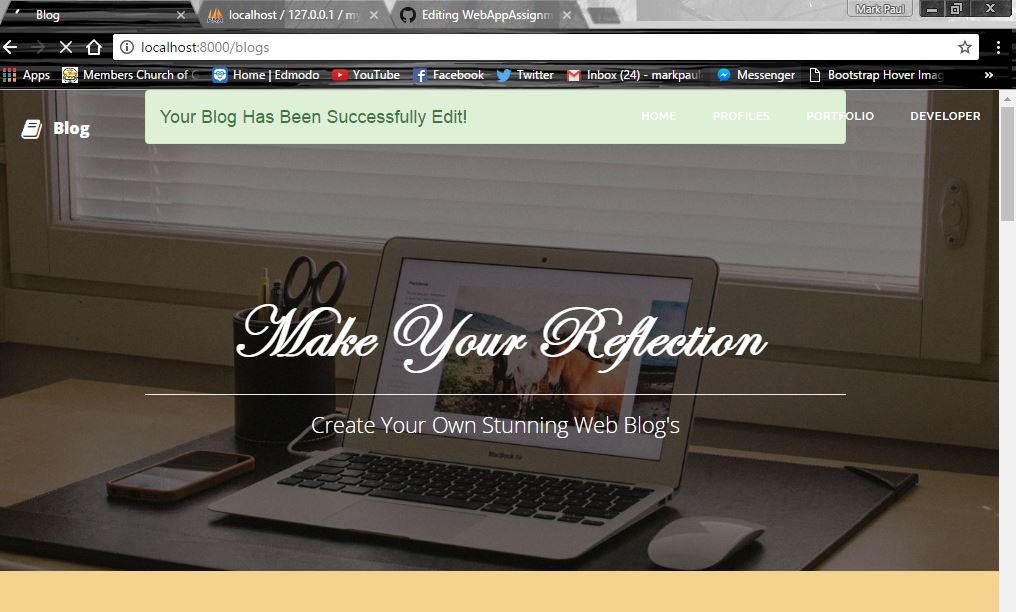 Mark Paul
Blog
localhost / 127.0.0.1 / my
Editing WebAppAssignm
localhost:8000/blogs
Apps
Members Church of G
Home | Edmodo
YouTube
Facebook
Twitter
Inbox (24) - markpaul
Messenger
Bootstrap Hover Imag
»
Blog
Your Blog Has Been Successfully Edit!
HOME
PROFILES
PORTFOLIO
DEVELOPER
Make Your Reflection
Create Your Own Stunning Web Blog's
MacBook Air